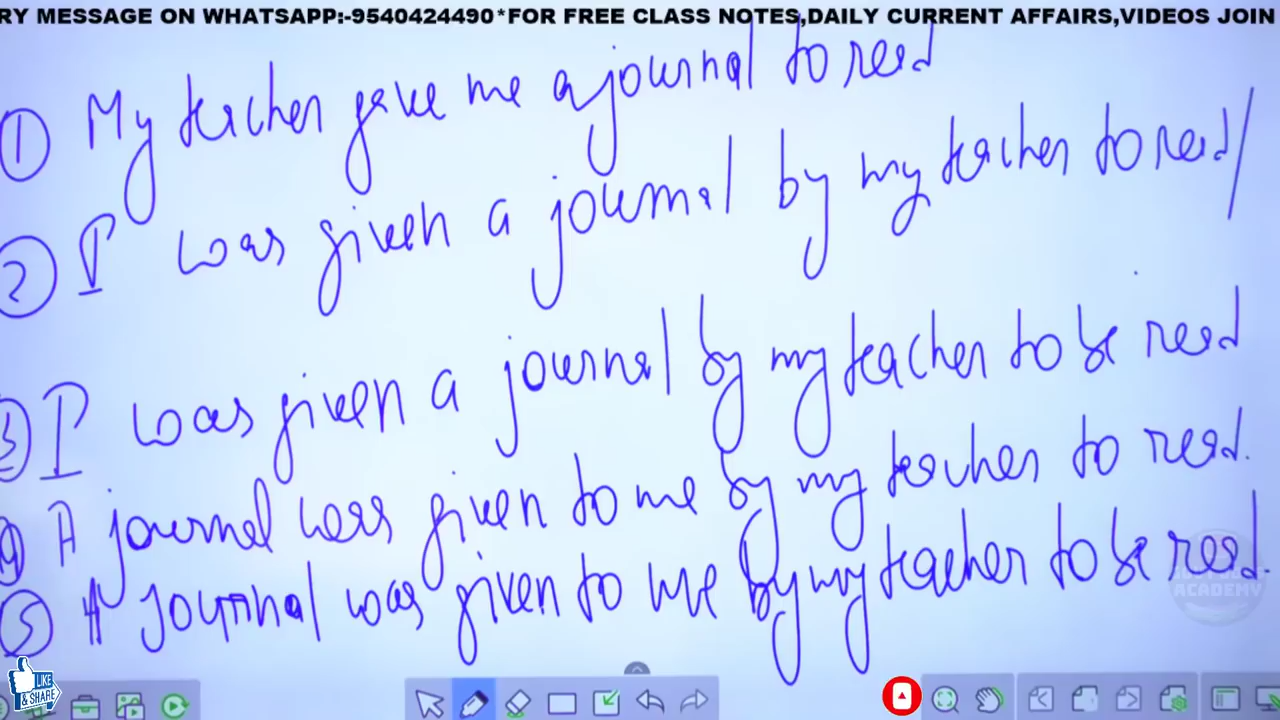 RY MESSAGE ON WHATSAPP:-9540424490*FOR FREE CLASS NOTES,DAILY CURRENT AFFAIRS,VIDEOS JOIN
1 My teacher gave me a journal to read
2 I was given a journal by my teacher to read/
3 I was given a journal by my teacher to be read
4 A journal was given to me by my teacher to read.
5 A journal was given to me by my teacher to be read.
ACADEMY
LIKE
& SHARE